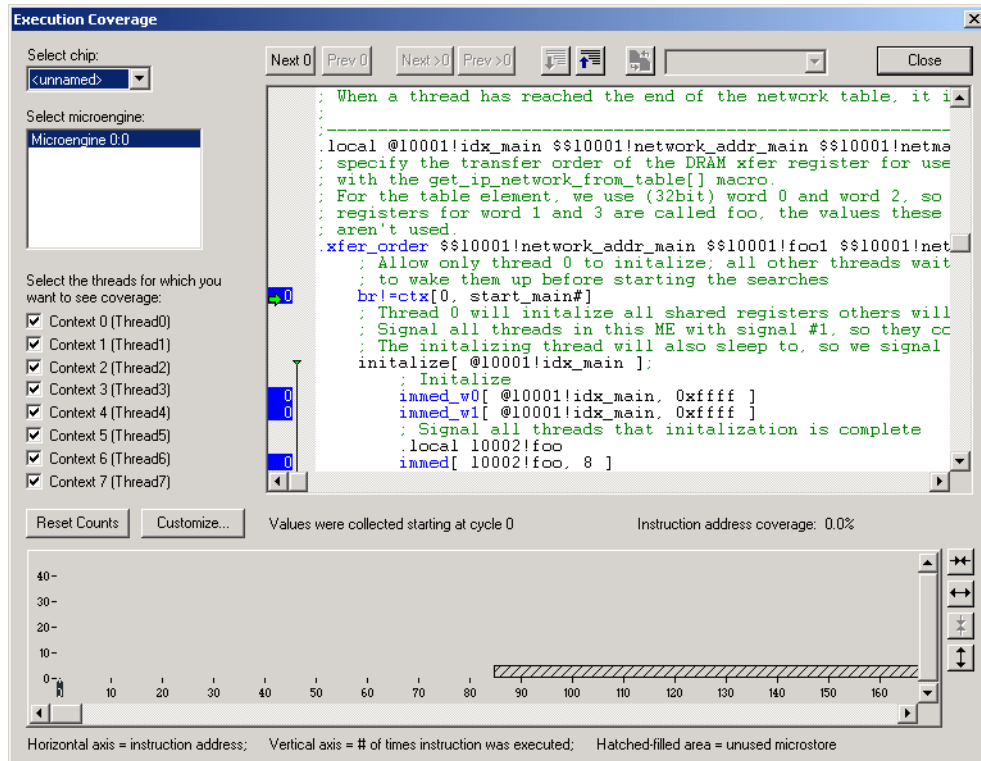 Execution Coverage
Select chip:
<unnamed>
Next 0 Prev 0 Next >0 Prev >0 Close
Select microengine:
Microengine 0:0
Select the threads for which you
want to see coverage:
Context 0 (Thread0)
Context 1 (Thread1)
Context 2 (Thread2)
Context 3 (Thread3)
Context 4 (Thread4)
Context 5 (Thread5)
Context 6 (Thread6)
Context 7 (Thread7)
; When a thread has reached the end of the network table, it i
;
;
.local @10001!idx_main $$10001!network_addr_main $$10001!netma
; specify the transfer order of the DRAM xfer register for use
; with the get_ip_network_from_table[] macro.
; For the table element, we use (32bit) word 0 and word 2, so
; registers for word 1 and 3 are called foo, the values these
; aren't used.
.xfer_order $$10001!network_addr_main $$10001!foo1 $$10001!net
; Allow only thread 0 to initalize; all other threads wait
; to wake them up before starting the searches
0 br!=ctx[0, start_main#]
; Thread 0 will initalize all shared registers others will
; Signal all threads in this ME with signal #1, so they co
; The initalizing thread will also sleep to, so we signal
initalize[ @10001!idx_main ];
; Initalize
0 immed_w0[ @10001!idx_main, 0xffff ]
0 immed_w1[ @10001!idx_main, 0xffff ]
; Signal all threads that initalization is complete
.local 10002!foo
0 immed[ 10002!foo, 8 ]
Reset Counts Customize... Values were collected starting at cycle 0 Instruction address coverage: 0.0%
40
30
20
10
0
0 10 20 30 40 50 60 70 80 90 100 110 120 130 140 150 160
Horizontal axis = instruction address; Vertical axis = # of times instruction was executed; Hatched-filled area = unused microstore